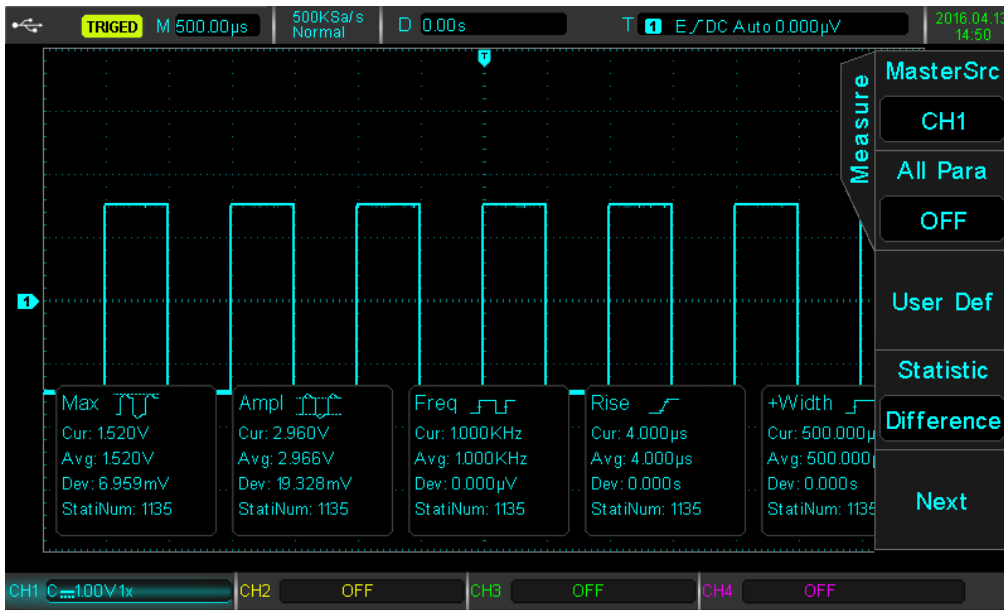 TRIGED M 500.00µs 500KSa/s Normal D 0.00s T 1 E DC Auto 0.000µV 2016.04.13 14:50
T
Measure
MasterSrc
CH1
All Para
OFF
User Def
Statistic
Difference
Next
1
Max
Cur: 1.520V
Avg: 1.520V
Dev: 6.959mV
StatiNum: 1135
Ampl
Cur: 2.960V
Avg: 2.966V
Dev: 19.328mV
StatiNum: 1135
Freq
Cur: 1.000KHz
Avg: 1.000KHz
Dev: 0.000µV
StatiNum: 1135
Rise
Cur: 4.000µs
Avg: 4.000µs
Dev: 0.000s
StatiNum: 1135
+Width
Cur: 500.000µ
Avg: 500.000
Dev: 0.000s
StatiNum: 1135
CH1 C 1.00V 1x CH2 OFF CH3 OFF CH4 OFF